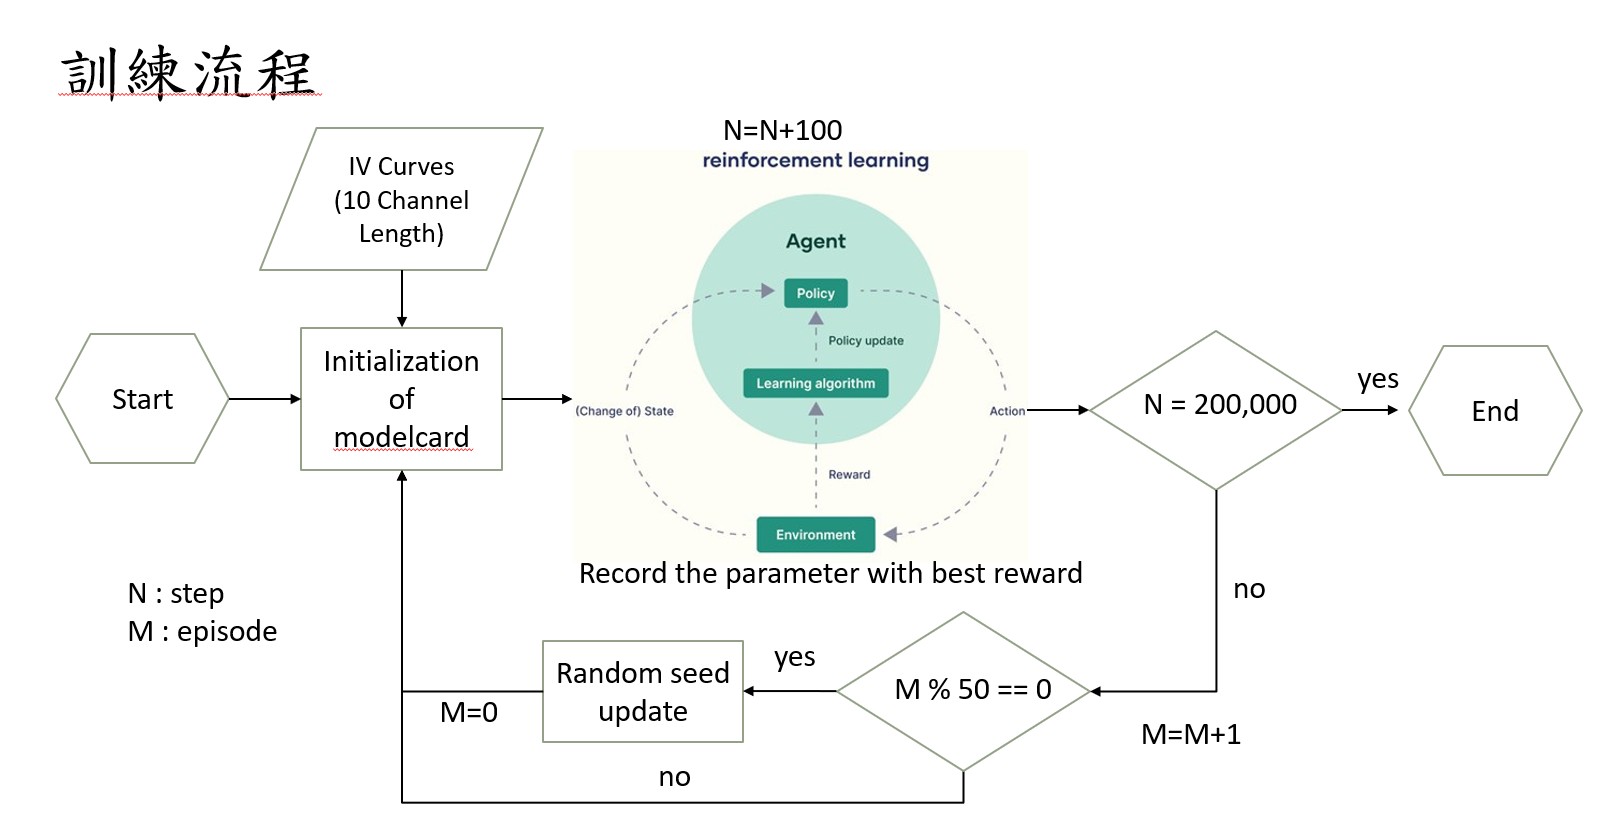 訓練流程
IV Curves
(10 Channel
Length)
Start
Initialization
of
modelcard
N=N+100
reinforcement learning
Agent
Policy
Policy update
Learning algorithm
(Change of) State
Action
Reward
Environment
Record the parameter with best reward
N = 200,000
yes
End
no
N : step
M : episode
M=M+1
M % 50 == 0
yes
Random seed
update
M=0
no